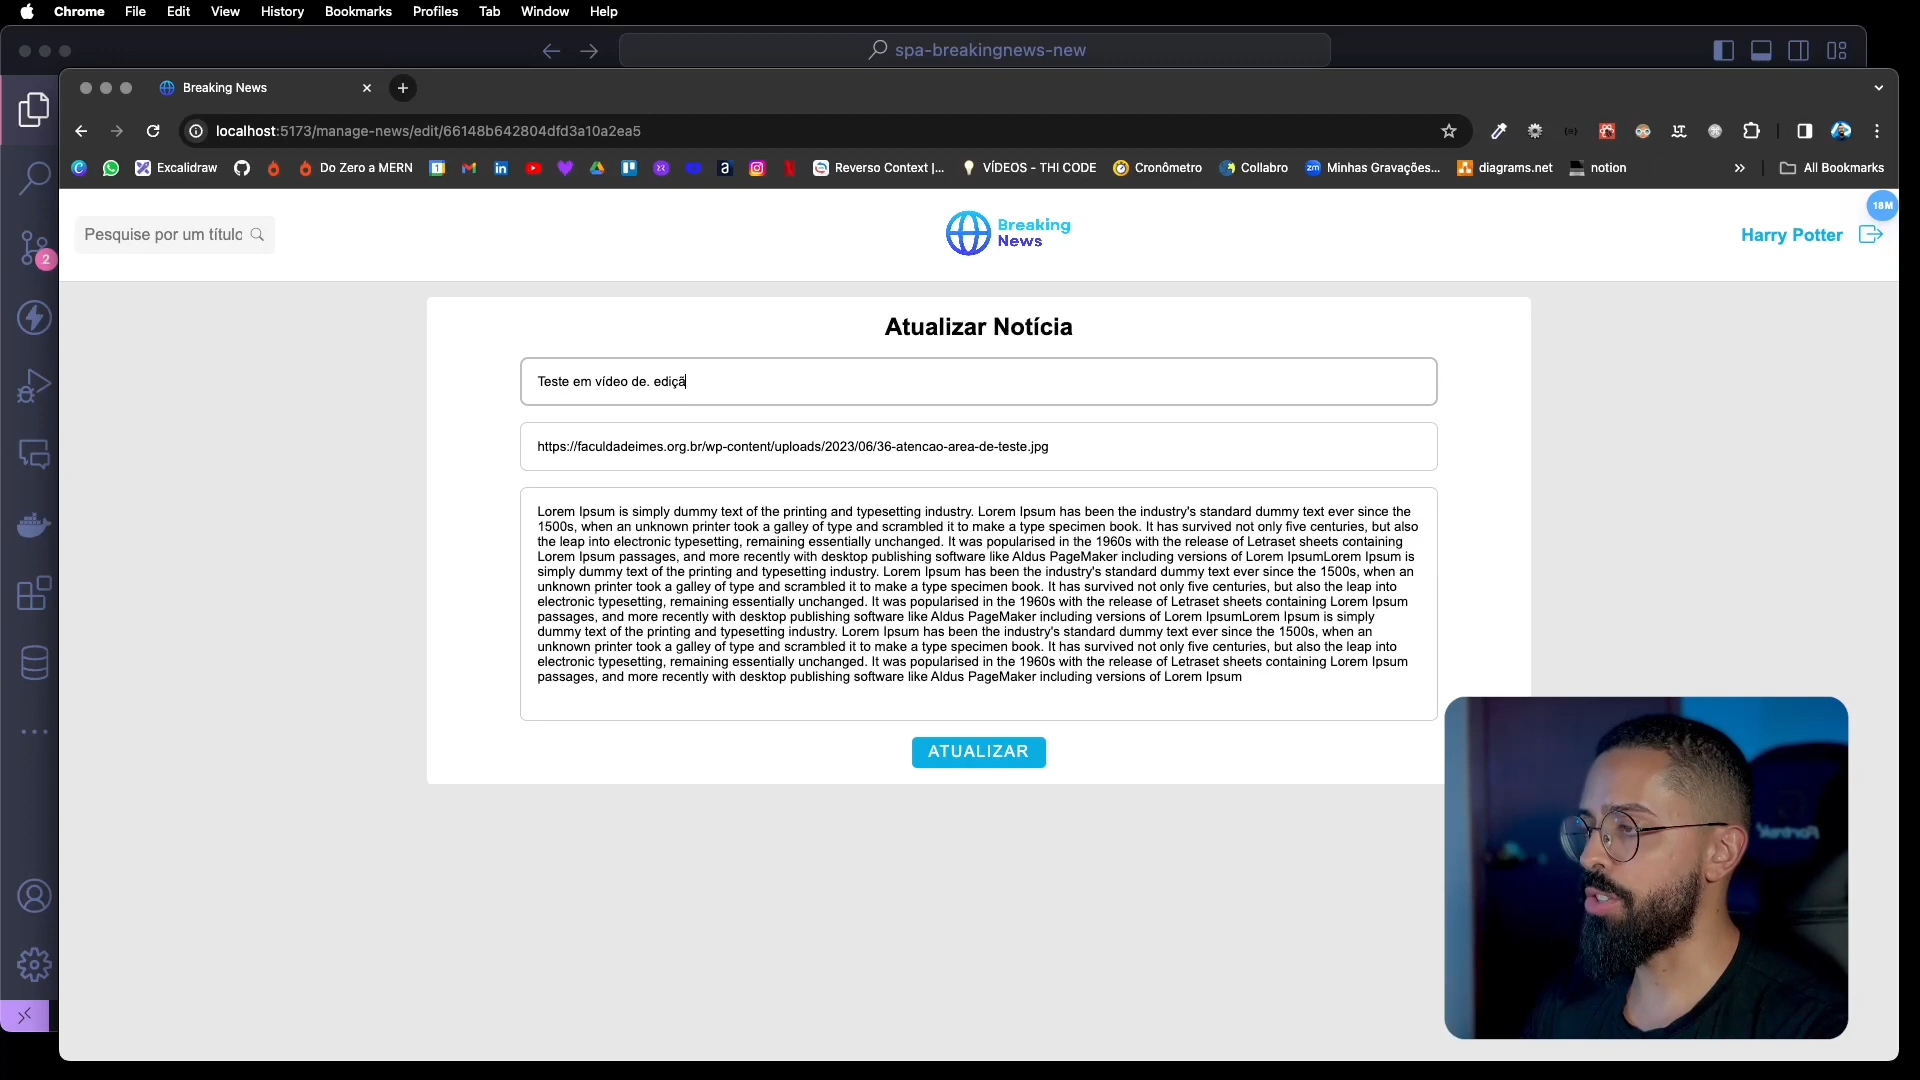 Chrome File Edit View History Bookmarks Profiles Tab Window Help
spa-breakingnews-new
Breaking News
localhost:5173/manage-news/edit/66148b642804dfd3a10a2ea5
Excalidraw Do Zero a MERN Reverso Context |... VÍDEOS - THI CODE Cronômetro Collabro Minhas Gravações... diagrams.net notion All Bookmarks
18M
Pesquise por um título
Breaking
News
Harry Potter
2
Atualizar Notícia
Teste em vídeo de. ediçã
https://faculdadeimes.org.br/wp-content/uploads/2023/06/36-atencao-area-de-teste.jpg
Lorem Ipsum is simply dummy text of the printing and typesetting industry. Lorem Ipsum has been the industry's standard dummy text ever since the
1500s, when an unknown printer took a galley of type and scrambled it to make a type specimen book. It has survived not only five centuries, but also
the leap into electronic typesetting, remaining essentially unchanged. It was popularised in the 1960s with the release of Letraset sheets containing
Lorem Ipsum passages, and more recently with desktop publishing software like Aldus PageMaker including versions of Lorem IpsumLorem Ipsum is
simply dummy text of the printing and typesetting industry. Lorem Ipsum has been the industry's standard dummy text ever since the 1500s, when an
unknown printer took a galley of type and scrambled it to make a type specimen book. It has survived not only five centuries, but also the leap into
electronic typesetting, remaining essentially unchanged. It was popularised in the 1960s with the release of Letraset sheets containing Lorem Ipsum
passages, and more recently with desktop publishing software like Aldus PageMaker including versions of Lorem IpsumLorem Ipsum is simply
dummy text of the printing and typesetting industry. Lorem Ipsum has been the industry's standard dummy text ever since the 1500s, when an
unknown printer took a galley of type and scrambled it to make a type specimen book. It has survived not only five centuries, but also the leap into
electronic typesetting, remaining essentially unchanged. It was popularised in the 1960s with the release of Letraset sheets containing Lorem Ipsum
passages, and more recently with desktop publishing software like Aldus PageMaker including versions of Lorem Ipsum
ATUALIZAR